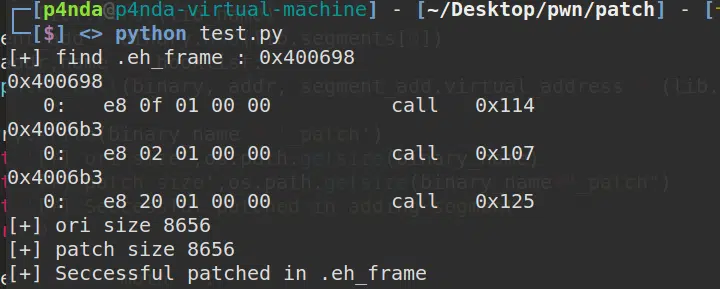 ┌─[p4nda@p4nda-virtual-machine] - [~/Desktop/pwn/patch] - [
└─[$] <> python test.py
[+] find .eh_frame : 0x400698
0x400698
0: e8 0f 01 00 00 call 0x114
0x4006b3
0: e8 02 01 00 00 call 0x107
0x4006b3
0: e8 20 01 00 00 call 0x125
[+] ori size 8656
[+] patch size 8656
[+] Seccessful patched in .eh_frame